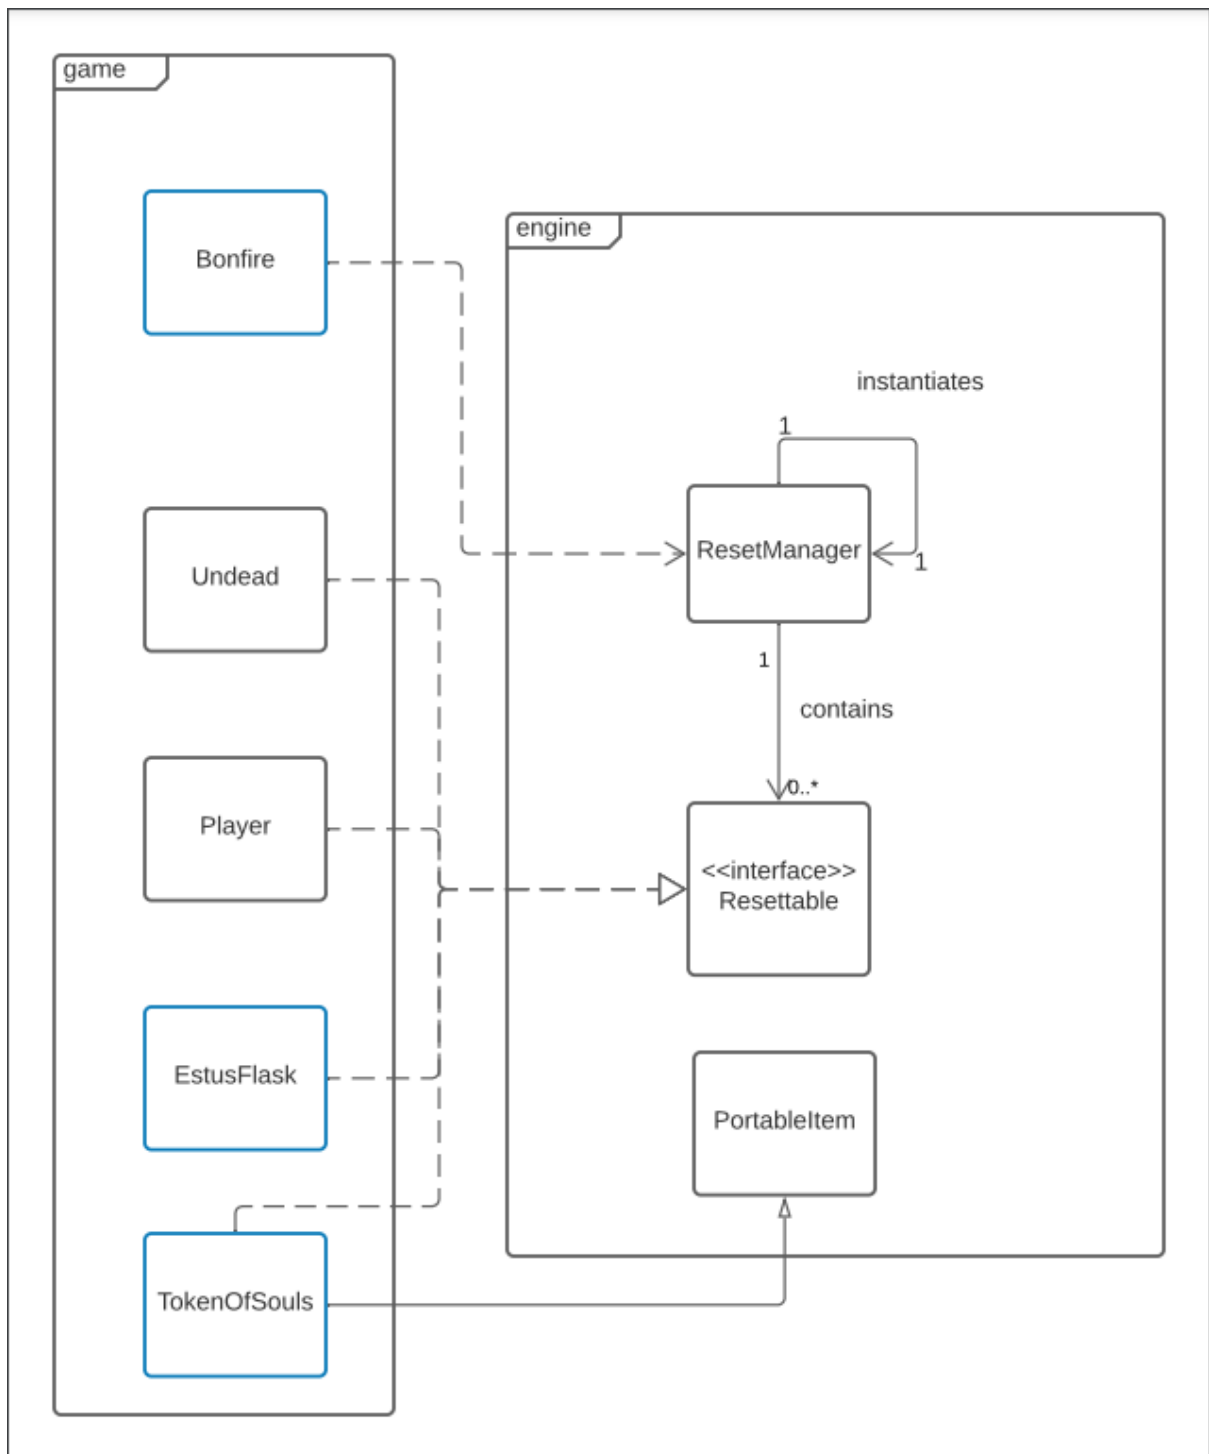 game
Bonfire
engine
instantiates
1
ResetManager
1
Undead
1
contains
0..*
Player
<<interface>>
Resettable
EstusFlask
PortableItem
TokenOfSouls